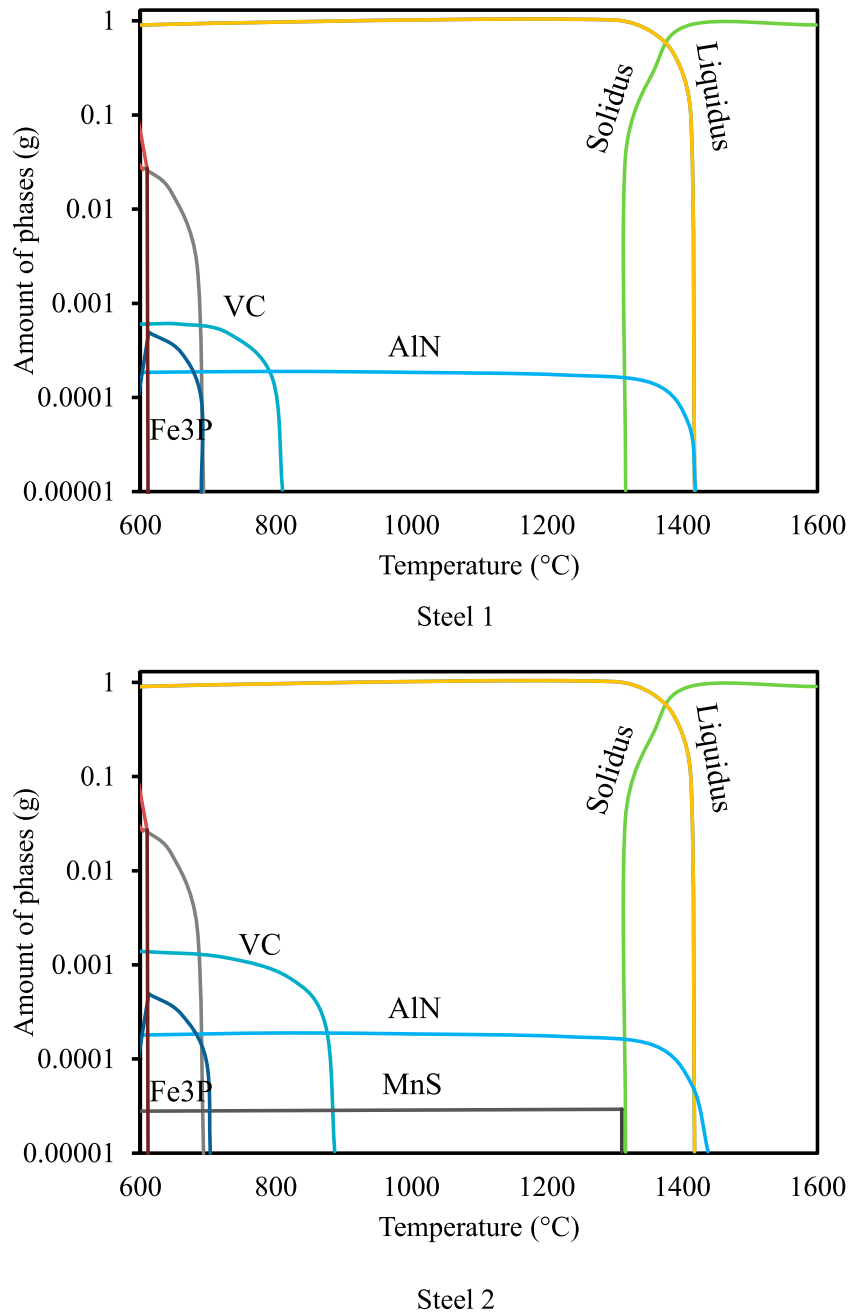 1
0.1
0.01
0.001
0.0001
0.00001
Amount of phases (g)
Solidus
Liquidus
VC
AlN
Fe3P
600 800 1000 1200 1400 1600
Temperature (°C)
Steel 1
1
0.1
0.01
0.001
0.0001
0.00001
Amount of phases (g)
Solidus
Liquidus
VC
AlN
Fe3P
MnS
600 800 1000 1200 1400 1600
Temperature (°C)
Steel 2